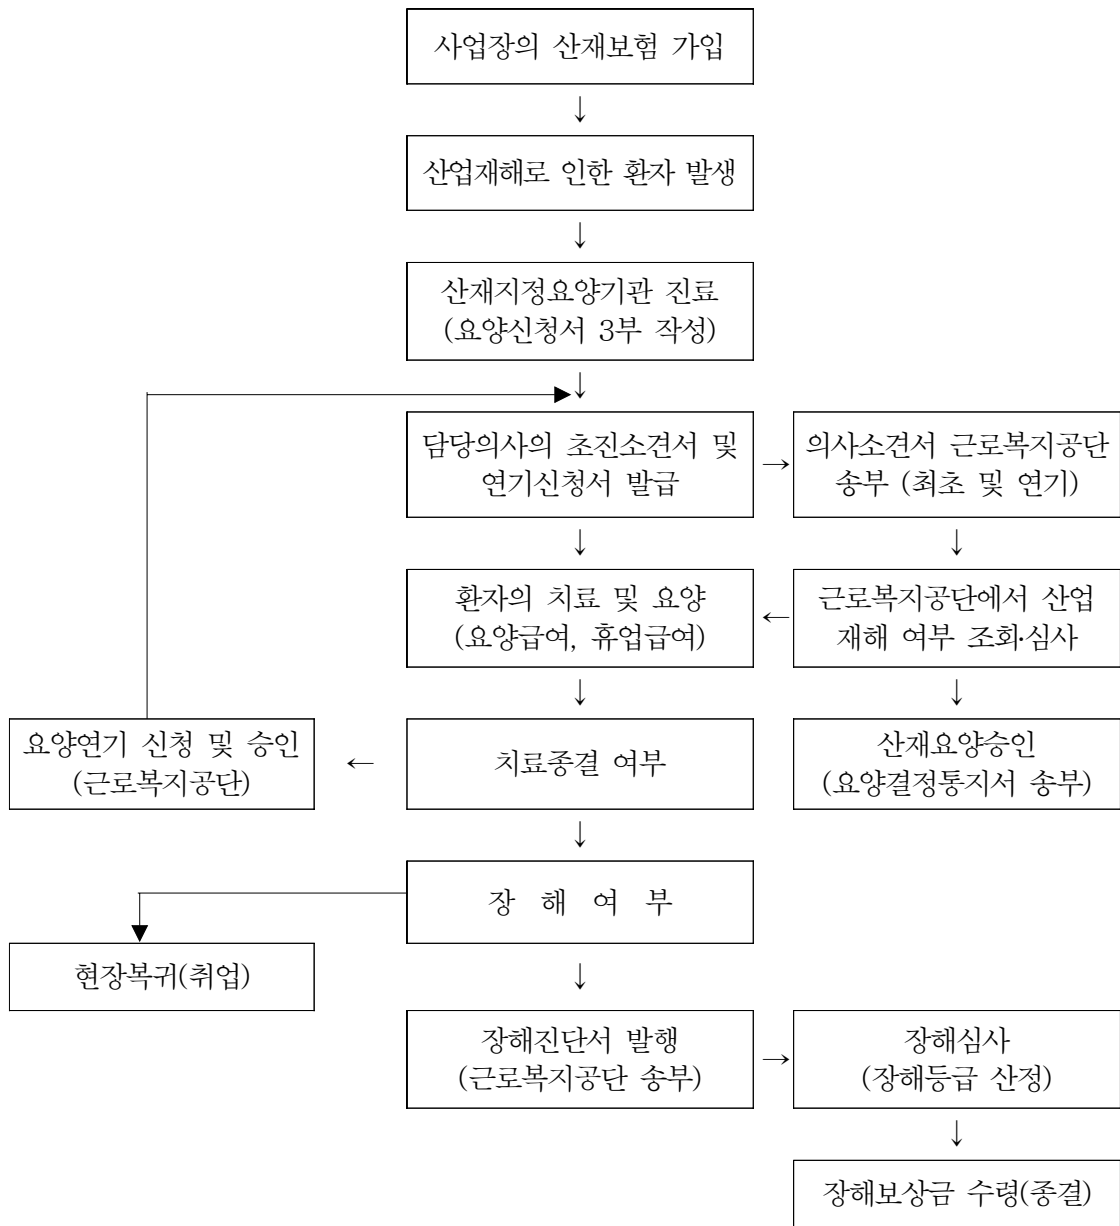 사업장의 산재보험 가입
↓
산업재해로 인한 환자 발생
↓
산재지정요양기관 진료
(요양신청서 3부 작성)
↓
담당의사의 초진소견서 및
연기신청서 발급
→
의사소견서 근로복지공단
송부 (최초 및 연기)
↓
↓
환자의 치료 및 요양
(요양급여, 휴업급여)
←
근로복지공단에서 산업
재해 여부 조회·심사
↓
↓
요양연기 신청 및 승인
(근로복지공단)
←
치료종결 여부
산재요양승인
(요양결정통지서 송부)
↓
장 해 여 부
현장복귀(취업)
↓
장해진단서 발행
(근로복지공단 송부)
→
장해심사
(장해등급 산정)
↓
장해보상금 수령(종결)